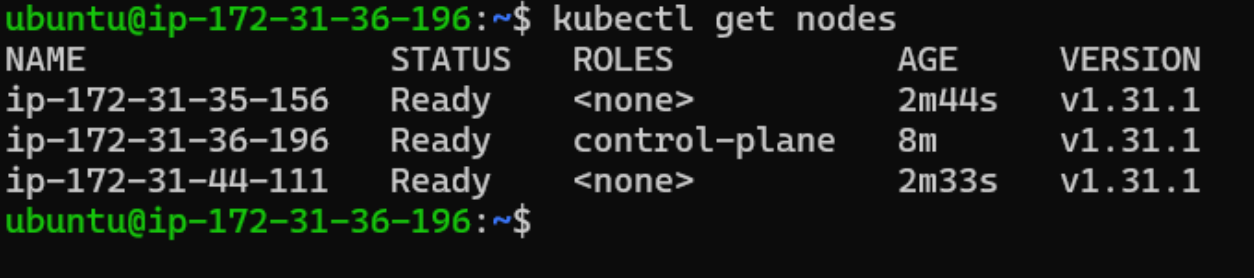 ubuntu@ip-172-31-36-196:~$ kubectl get nodes
NAME               STATUS   ROLES           AGE     VERSION
ip-172-31-35-156   Ready    <none>          2m44s   v1.31.1
ip-172-31-36-196   Ready    control-plane   8m      v1.31.1
ip-172-31-44-111   Ready    <none>          2m33s   v1.31.1
ubuntu@ip-172-31-36-196:~$